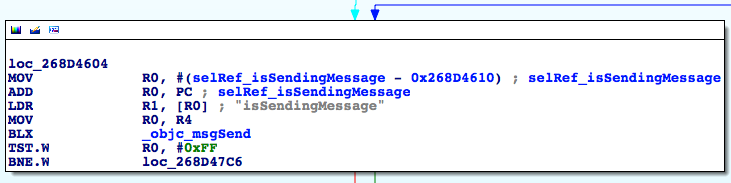 loc_268D4604
MOV R0, #(selRef_isSendingMessage - 0x268D4610) ; selRef_isSendingMessage
ADD R0, PC ; selRef_isSendingMessage
LDR R1, [R0] ; "isSendingMessage"
MOV R0, R4
BLX _objc_msgSend
TST.W R0, #0xFF
BNE.W loc_268D47C6